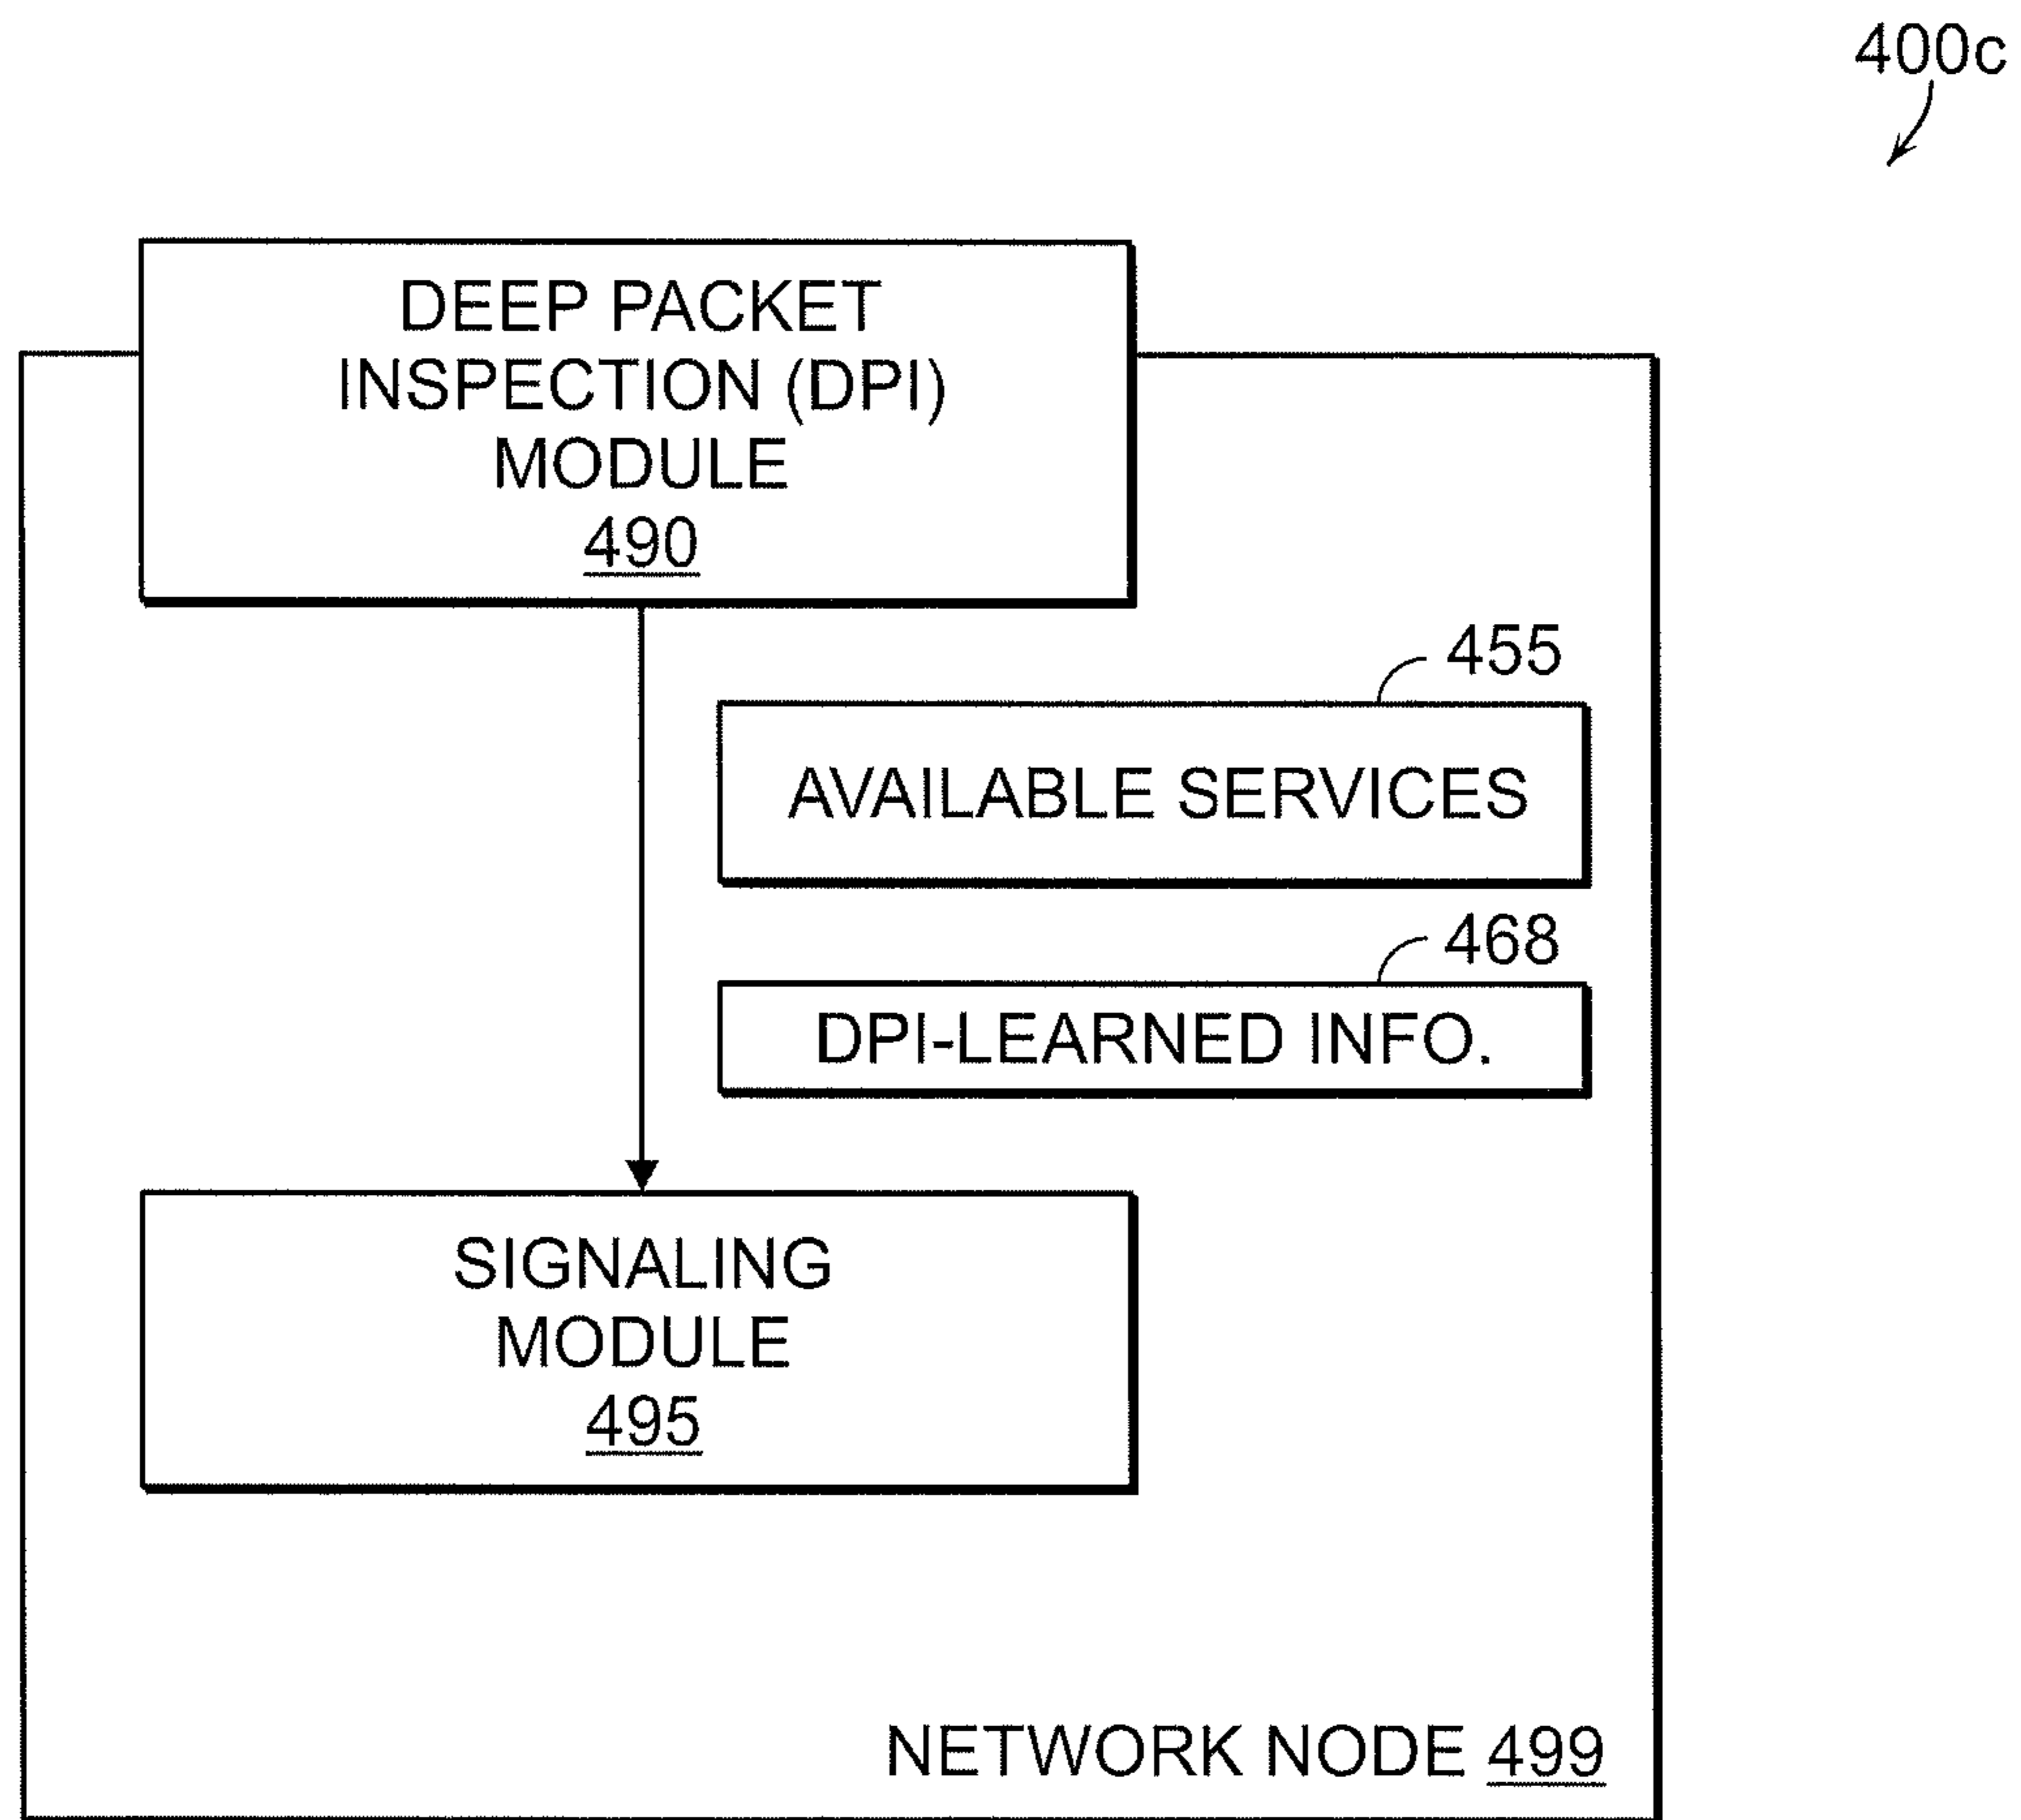 400c
DEEP PACKET
INSPECTION (DPI)
MODULE
490
455
AVAILABLE SERVICES
468
DPI-LEARNED INFO.
SIGNALING
MODULE
495
NETWORK NODE 499